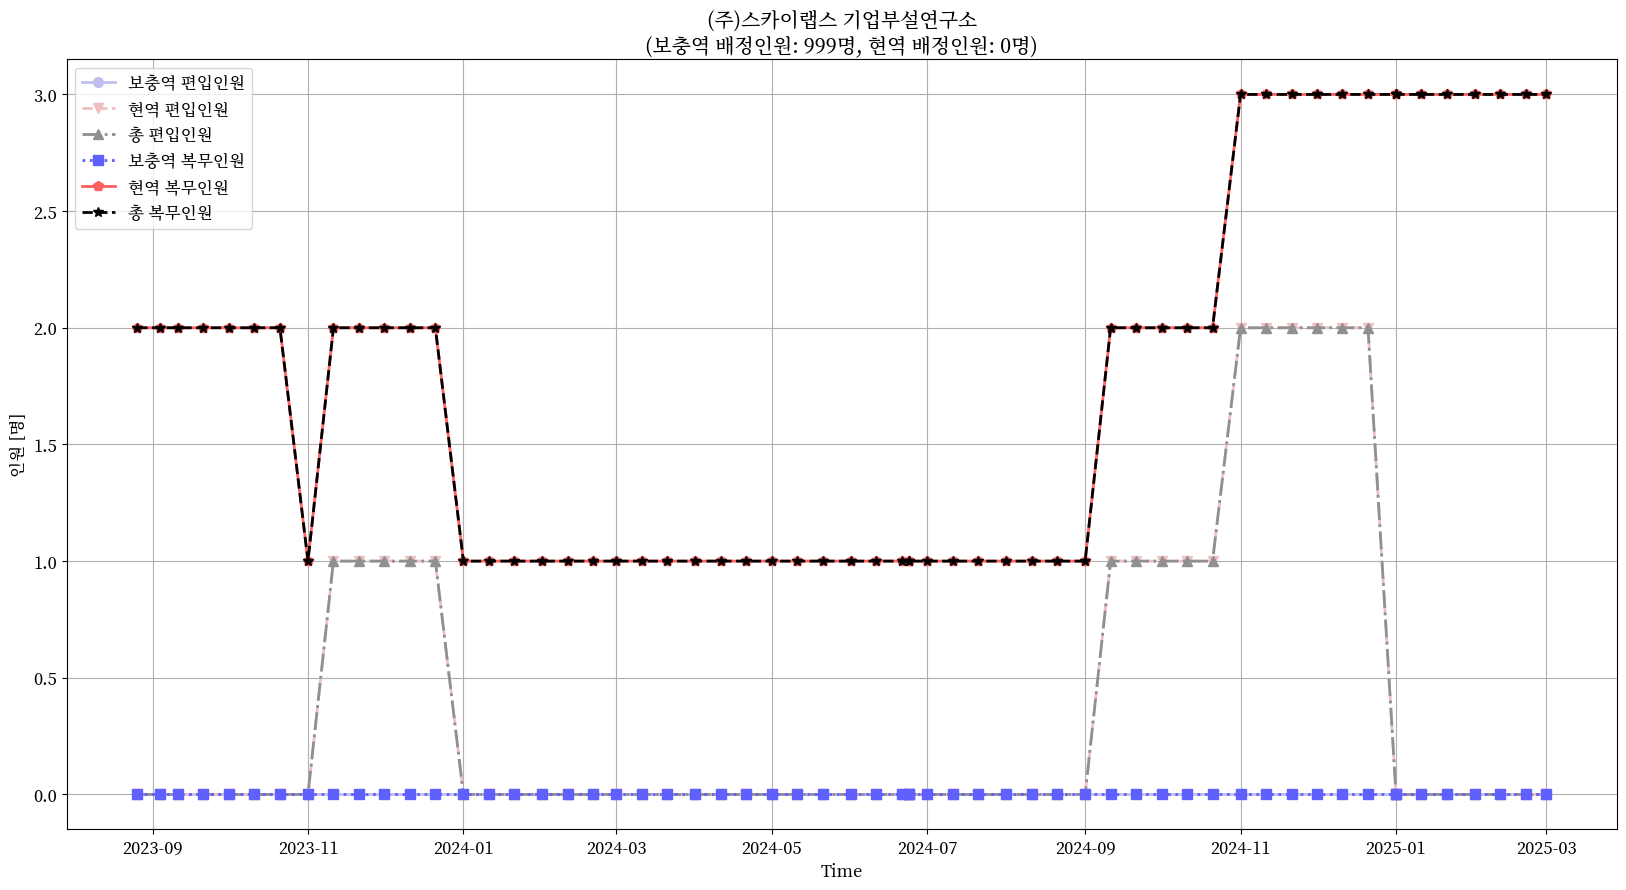 (주)스카이랩스 기업부설연구소
(보충역 배정인원: 999명, 현역 배정인원: 0명)
보충역 편입인원
현역 편입인원
총 편입인원
보충역 복무인원
현역 복무인원
총 복무인원
3.0
2.5
2.0
1.5
1.0
0.5
0.0
인원 [명]
2023-09
2023-11
2024-01
2024-03
2024-05
2024-07
2024-09
2024-11
2025-01
2025-03
Time